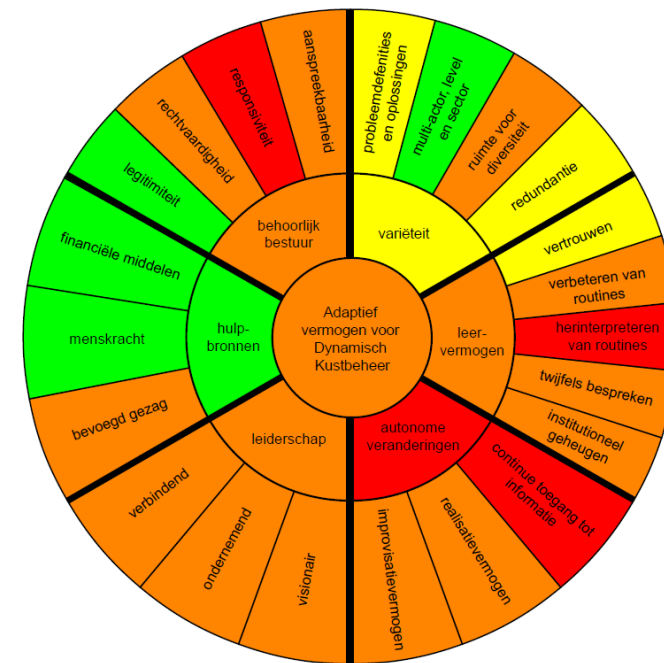 Adaptief
vermogen voor
Dynamisch
Kustbeheer
variëteit
probleemdefenities
en oplossingen
multi-actor, level
en sector
ruimte voor
diversiteit
redundantie
leer-
vermogen
vertrouwen
verbeteren van
routines
herinterpreteren
van routines
twijfels bespreken
institutioneel
geheugen
autonome
veranderingen
continue toegang tot
informatie
realisatievermogen
improvisatievermogen
leiderschap
visionair
ondernemend
verbindend
hulp-
bronnen
bevoegd gezag
menskracht
financiële middelen
behoorlijk
bestuur
legitimiteit
rechtvaardigheid
responsiviteit
aanspreekbaarheid